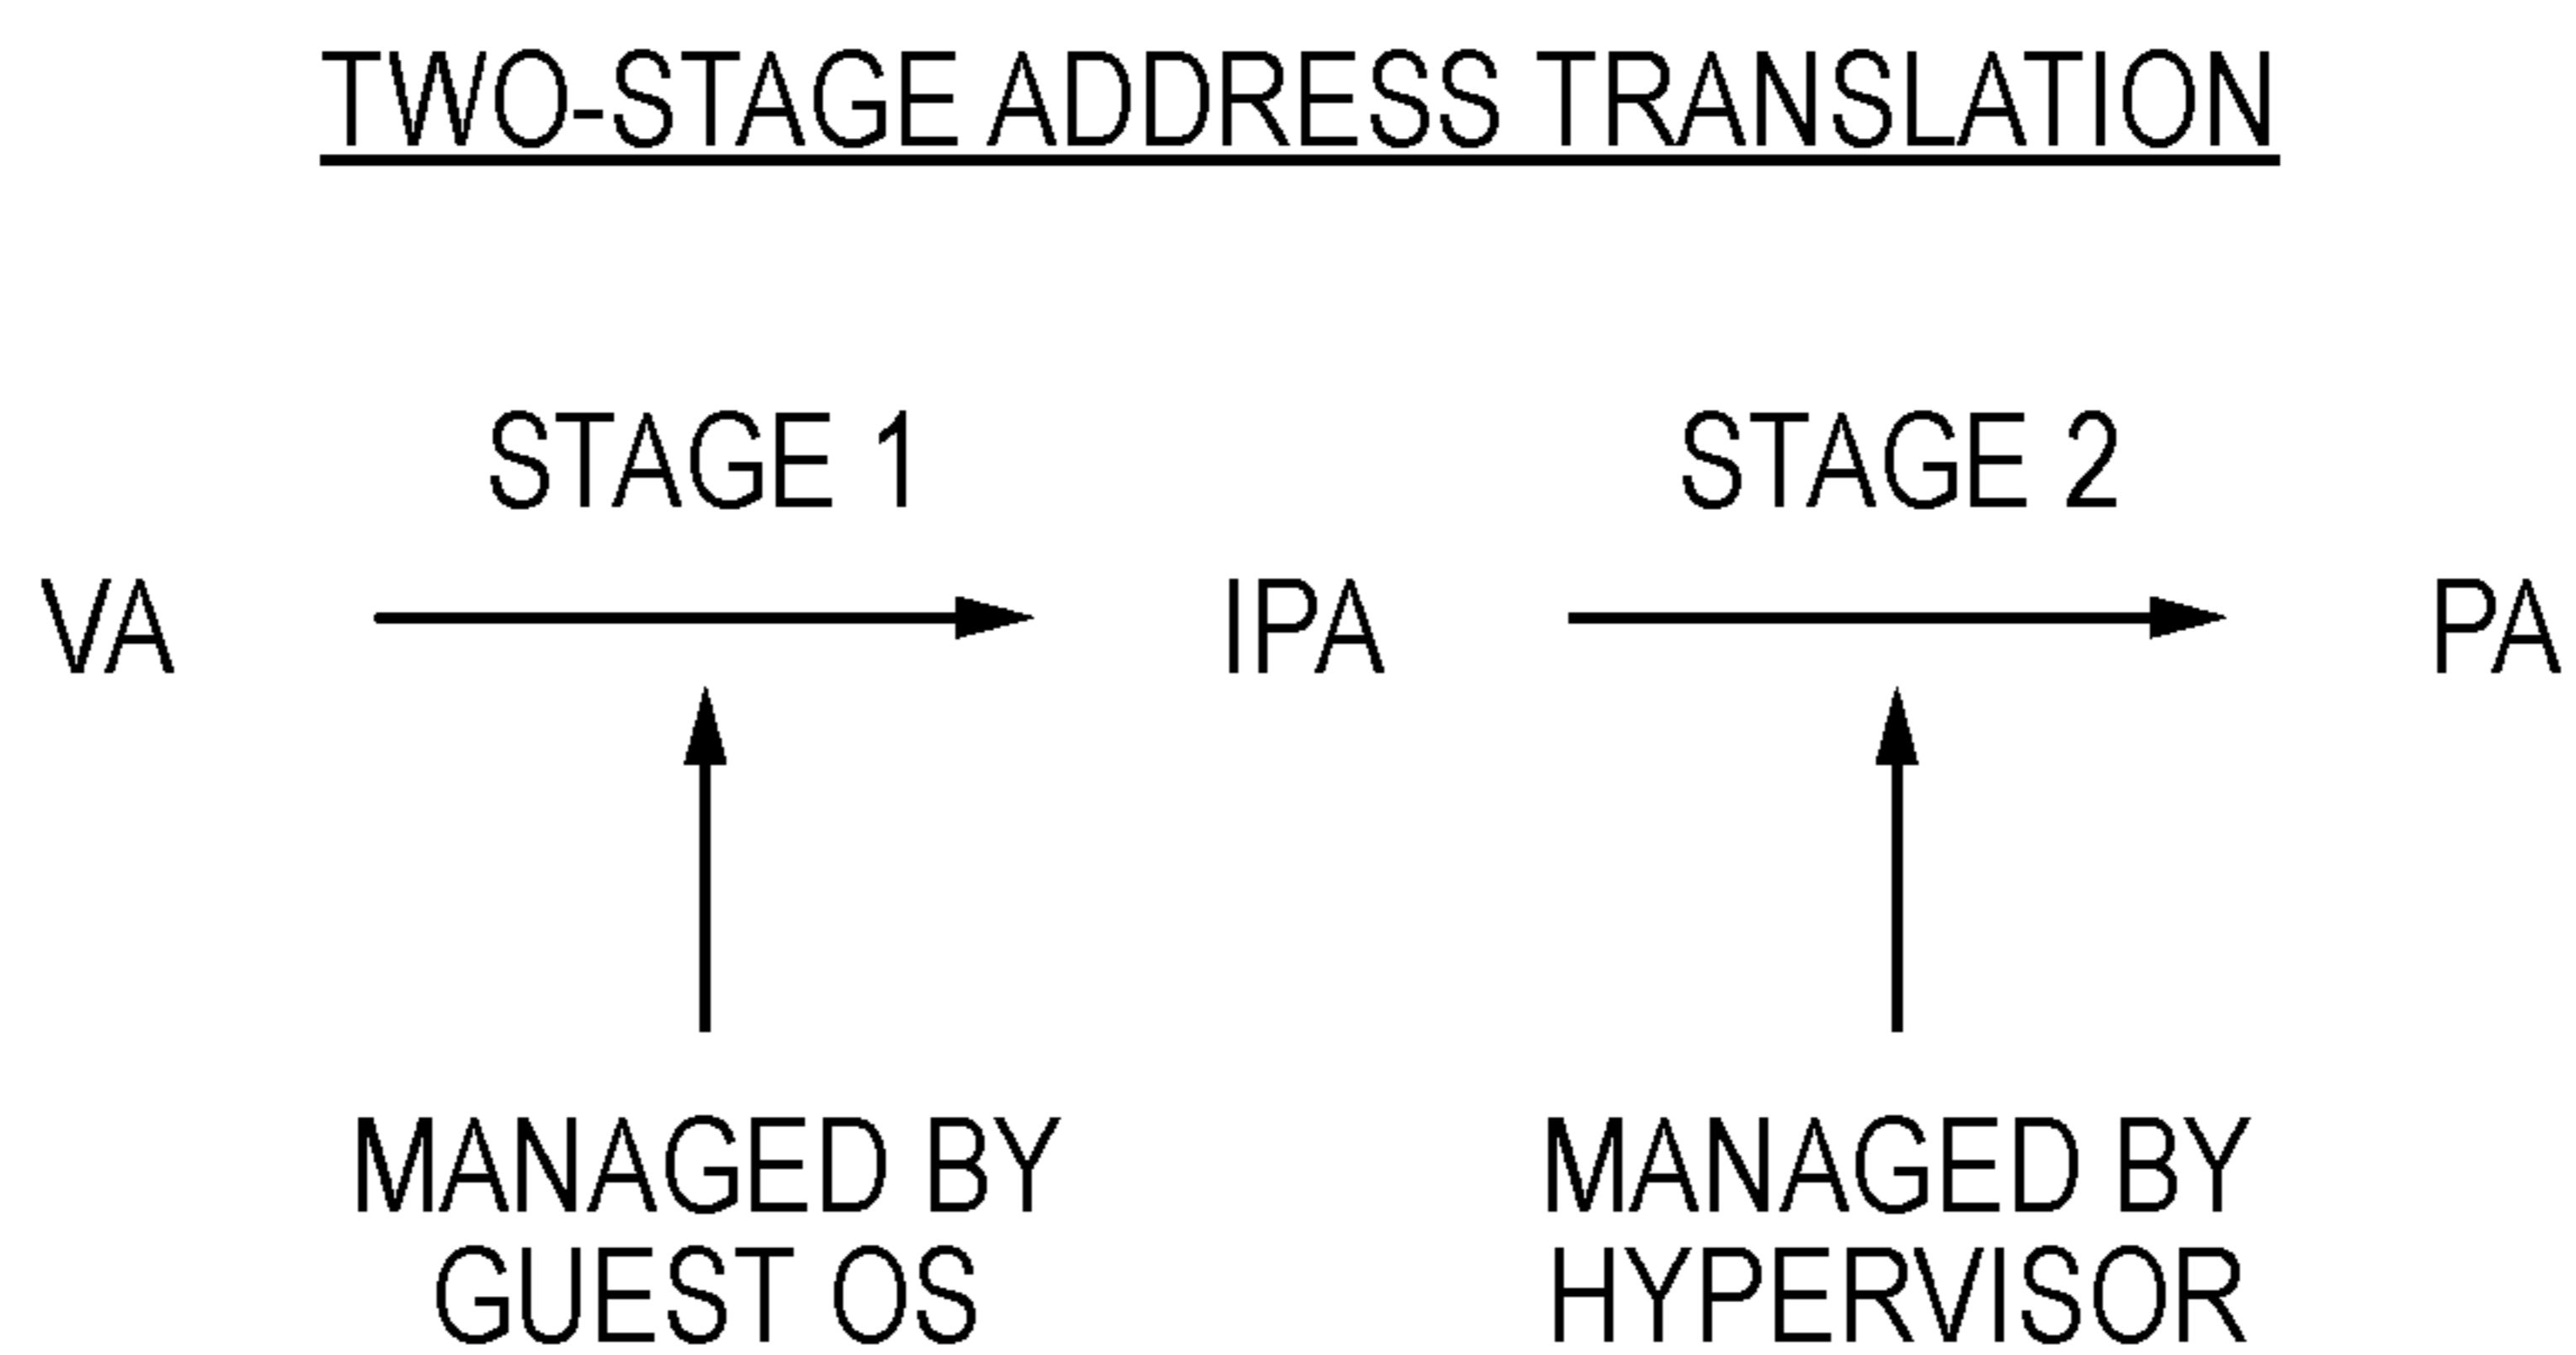 TWO-STAGE ADDRESS TRANSLATION
STAGE 1
STAGE 2
VA
IPA
PA
MANAGED BY
GUEST OS
MANAGED BY
HYPERVISOR